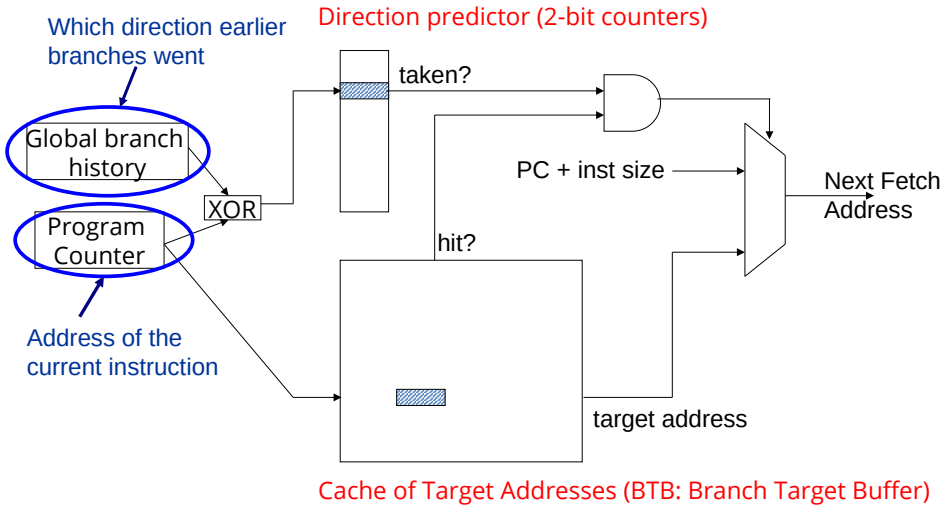 Direction predictor (2-bit counters)
Which direction earlier
branches went
taken?
Global branch
history
PC + inst size
Next Fetch
Address
XOR
Program
Counter
hit?
Address of the
current instruction
target address
Cache of Target Addresses (BTB: Branch Target Buffer)